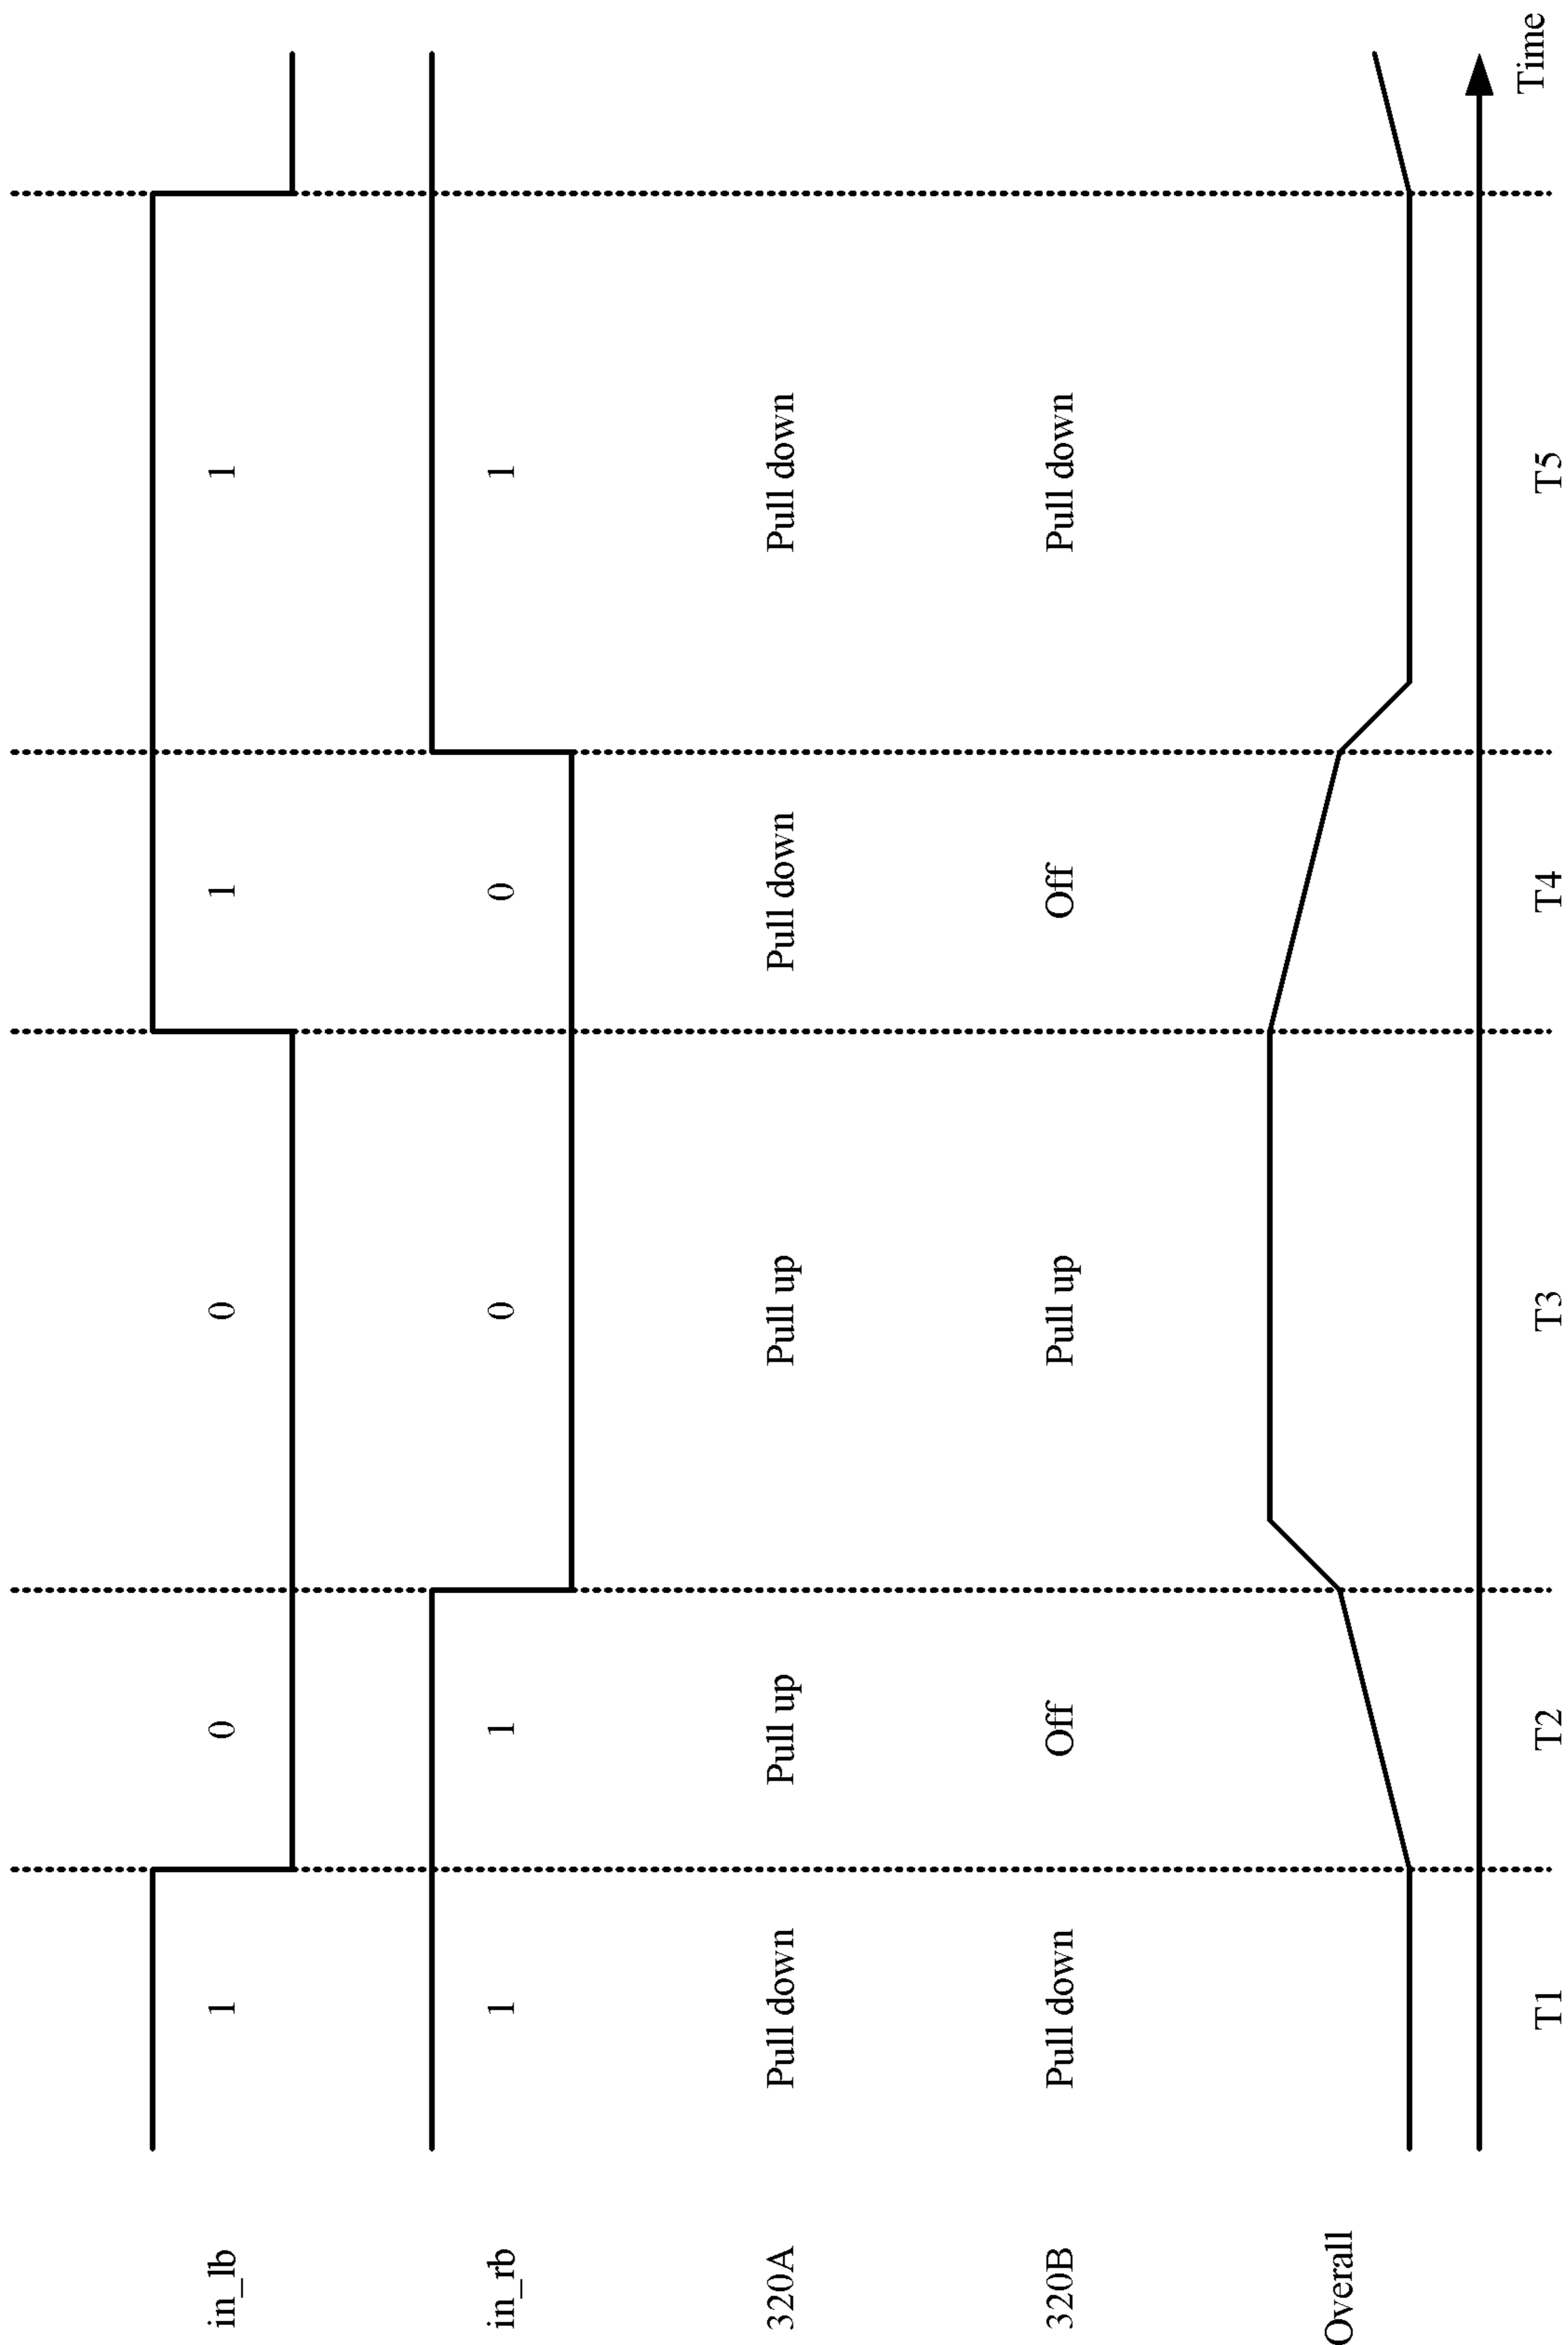 in_lb 1 0 0 1 1
in_rb 1 1 0 0 1
320A Pull down Pull up Pull up Pull down Pull down
320B Pull down Off Pull up Off Pull down
Overall
Time
T1 T2 T3 T4 T5